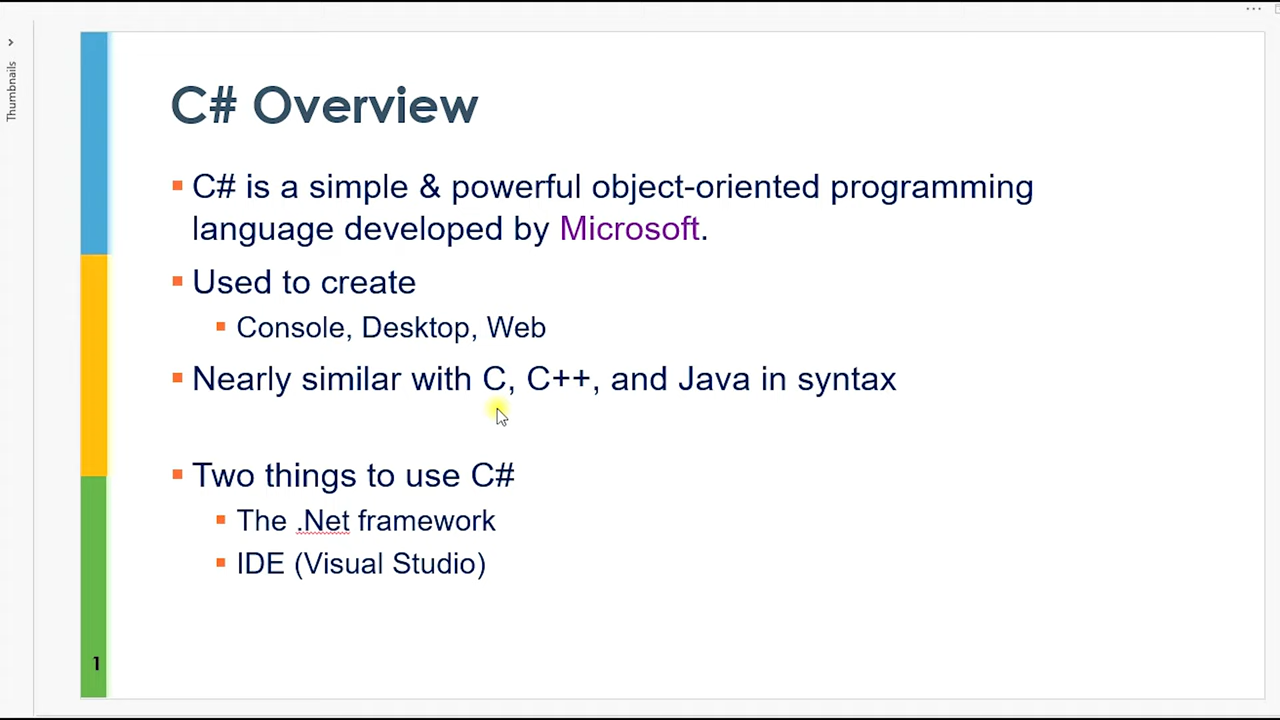 Thumbnails
C# Overview
C# is a simple & powerful object-oriented programming
language developed by Microsoft.
Used to create
Console, Desktop, Web
Nearly similar with C, C++, and Java in syntax
Two things to use C#
The .Net framework
IDE (Visual Studio)
1